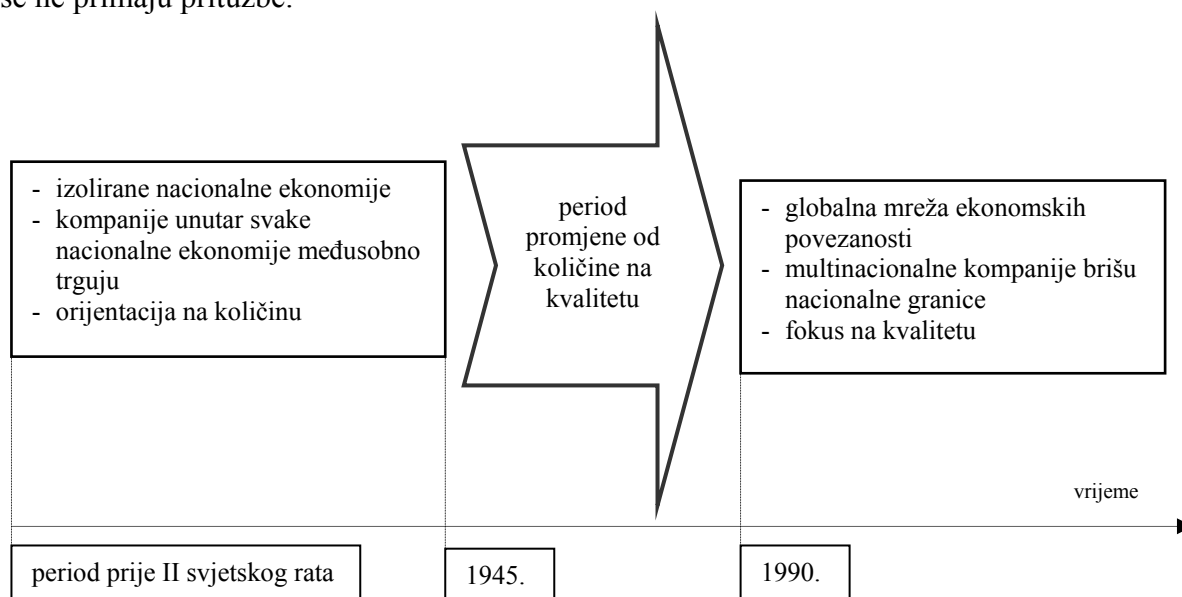 se ne primaju pritužbe.
- izolirane nacionalne ekonomije
- kompanije unutar svake
nacionalne ekonomije međusobno
trguju
- orijentacija na količinu
period
promjene od
količine na
kvalitetu
- globalna mreža ekonomskih
povezanosti
- multinacionalne kompanije brišu
nacionalne granice
- fokus na kvalitetu
vrijeme
period prije II svjetskog rata
1945.
1990.